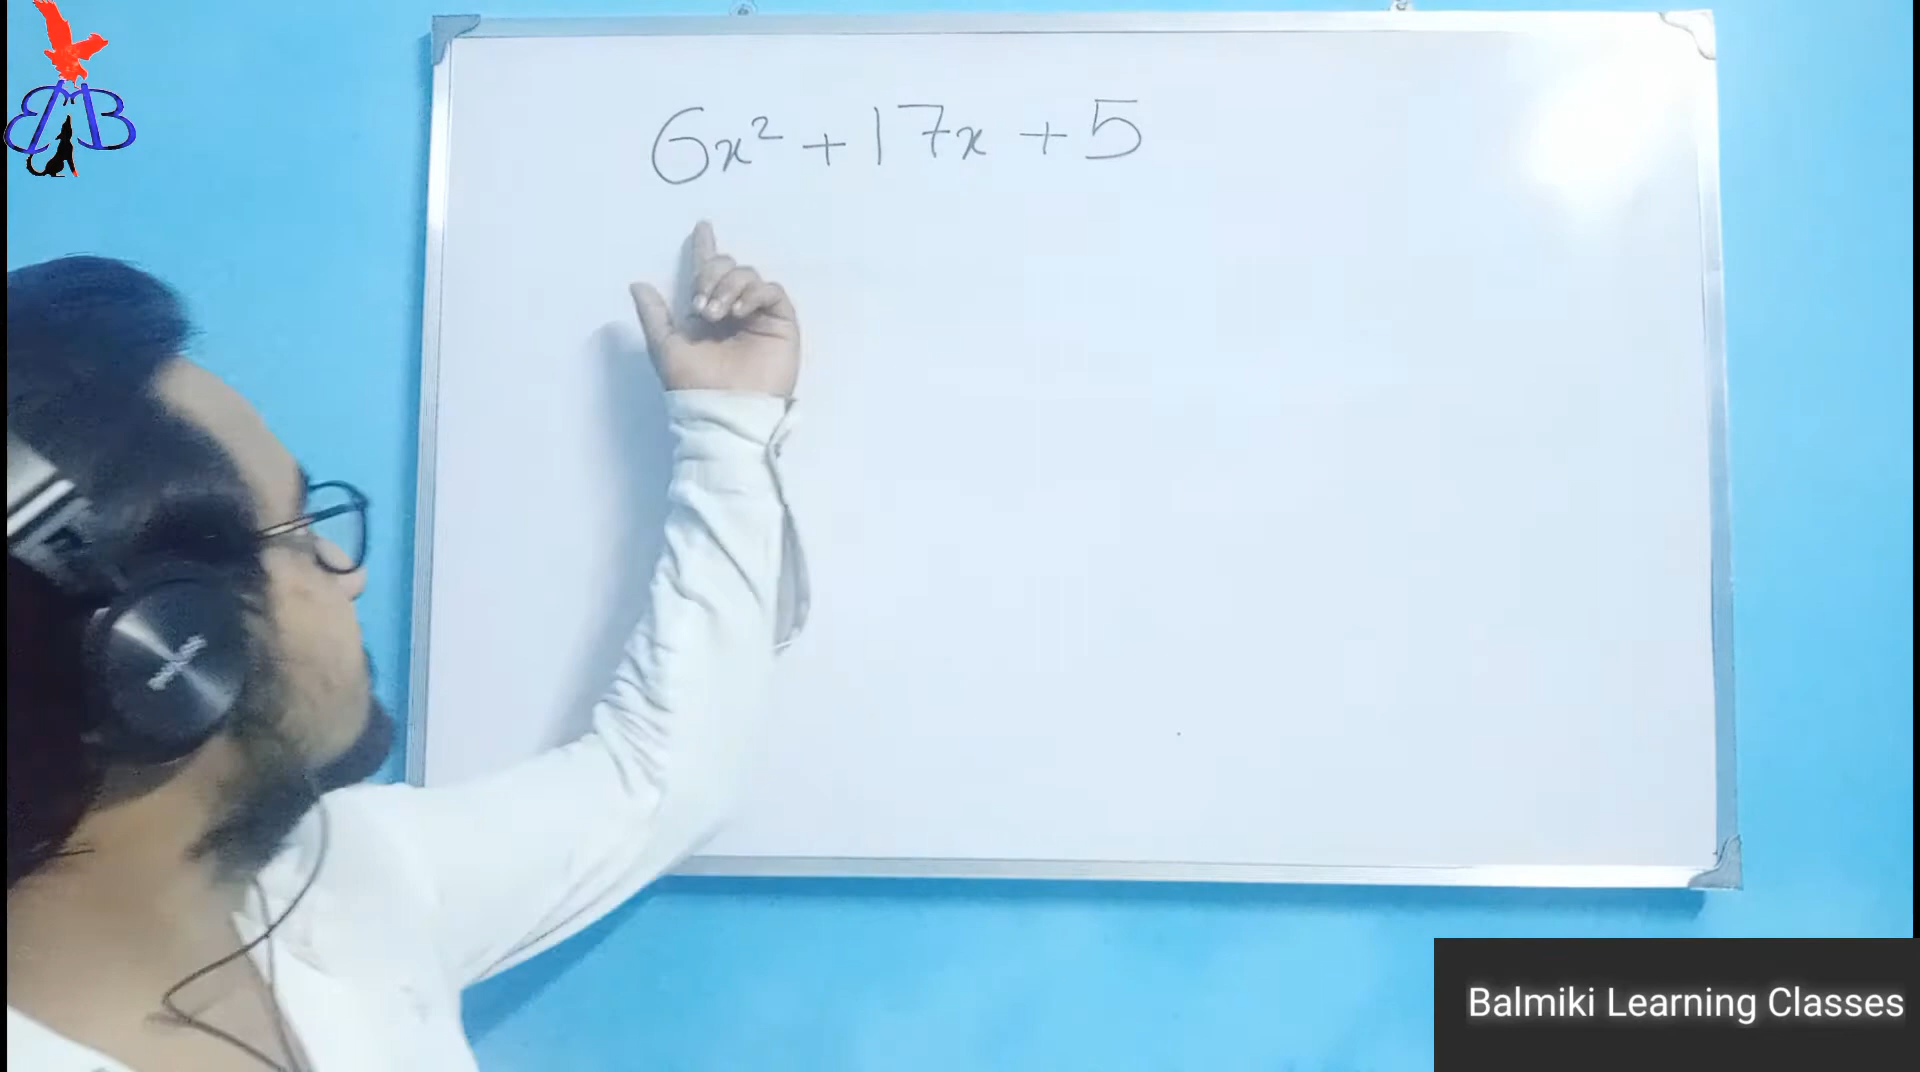 6x² + 17x + 5
Balmiki Learning Classes